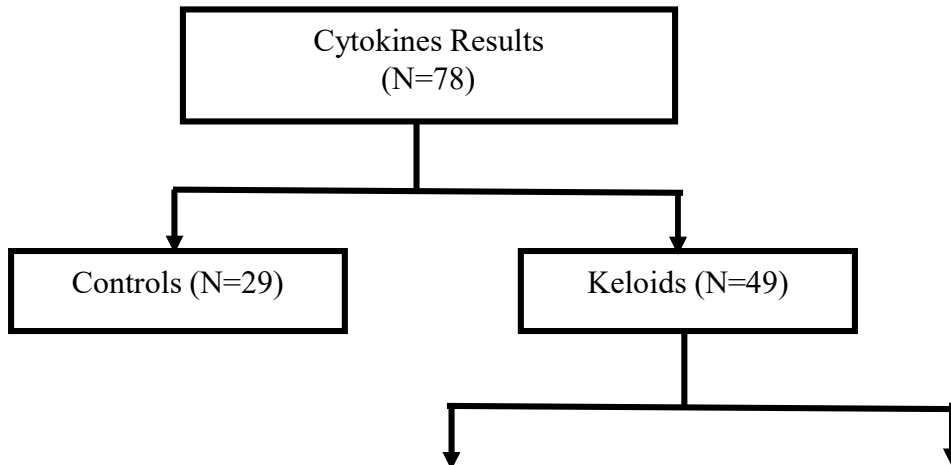 Cytokines Results
(N=78)
Controls (N=29)
Keloids (N=49)